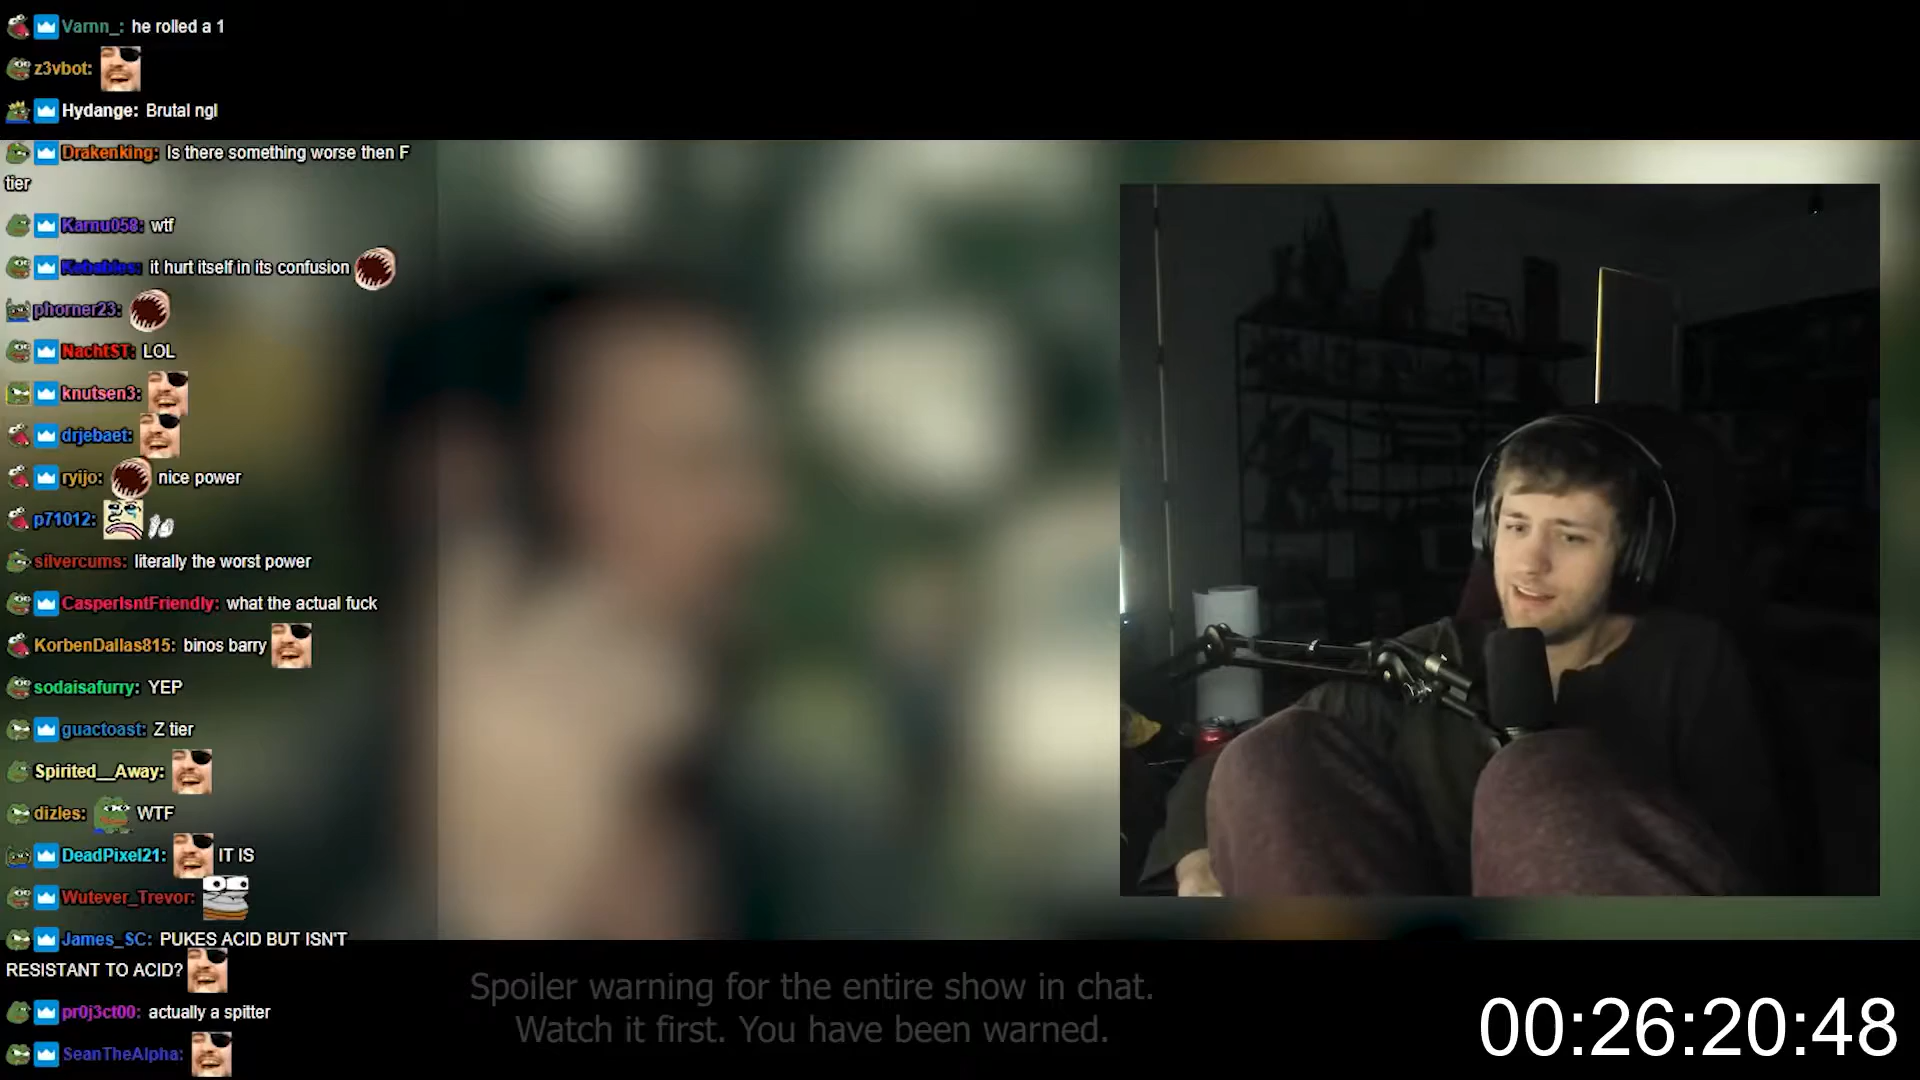 Varnn_: he rolled a 1
z3vbot:
Hydange: Brutal ngl
Drakenking: Is there something worse then F
tier
Karnu058: wtf
Kebables: it hurt itself in its confusion
phorner23:
NachtST: LOL
knutsen3:
drjebaet:
ryijo: nice power
p71012:
silvercums: literally the worst power
CasperIsntFriendly: what the actual fuck
KorbenDallas815: binos barry
sodaisafurry: YEP
guactoast: Z tier
Spirited__Away:
dizles: WTF
DeadPixel21: IT IS
Wutever_Trevor:
James_SC: PUKES ACID BUT ISN'T
RESISTANT TO ACID?
pr0j3ct00: actually a spitter
SeanTheAlpha:
Spoiler warning for the entire show in chat.
Watch it first. You have been warned.
00:26:20:48